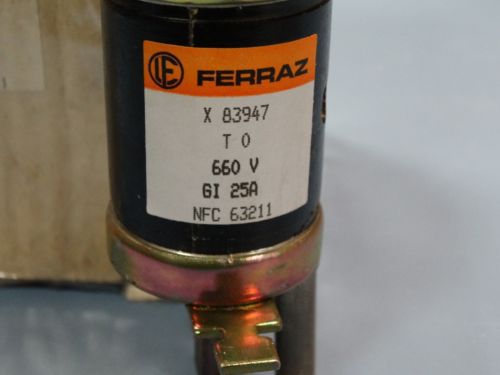 FERRAZ
X 83947
T 0
660 V
GI 25A
NFC 63211